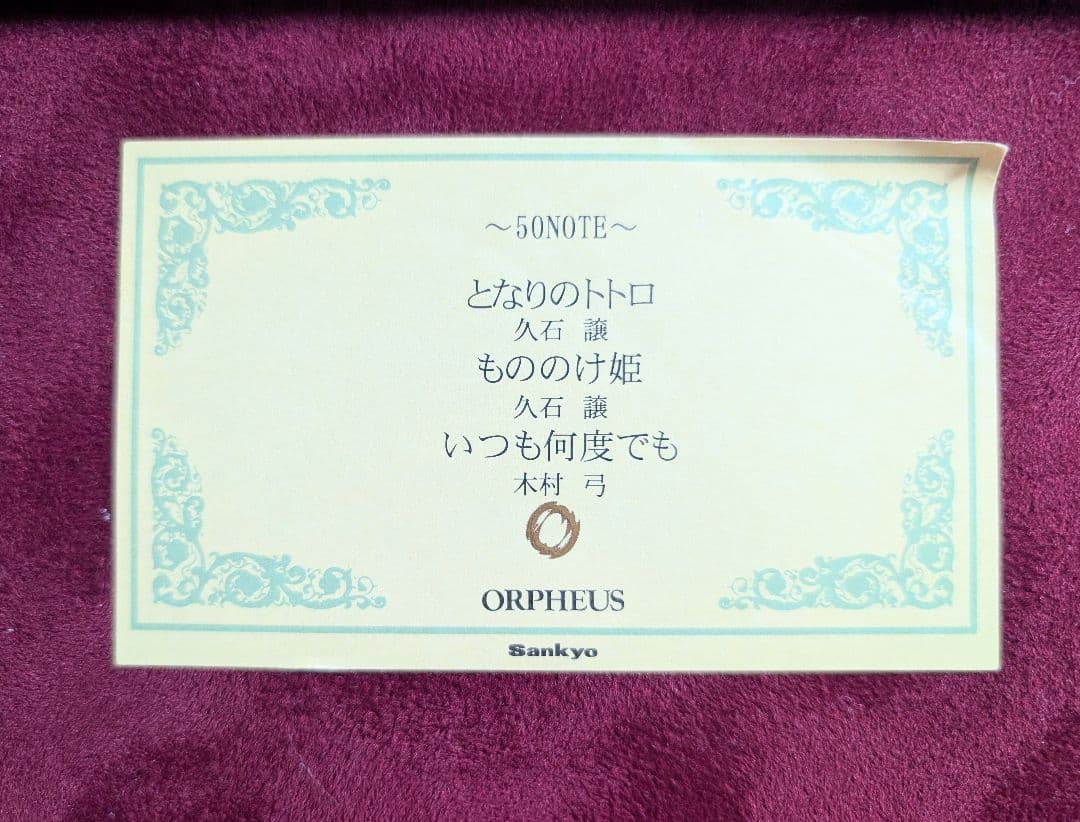 ～50NOTE～
となりのトトロ
久石 譲
もののけ姫
久石 譲
いつも何度でも
木村 弓
ORPHEUS
Sankyo